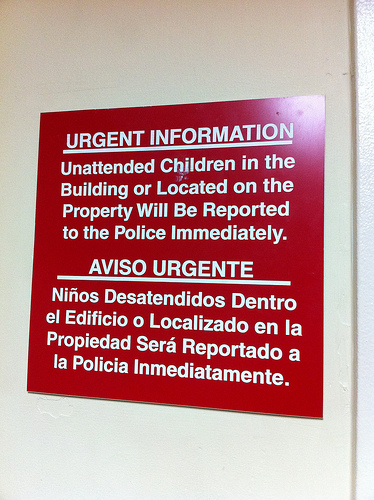 URGENT INFORMATION
Unattended Children in the
Building or Located on the
Property Will Be Reported
to the Police Immediately.
AVISO URGENTE
Niños Desatendidos Dentro
el Edificio o Localizado en la
Propiedad Será Reportado a
la Policia Inmediatamente.